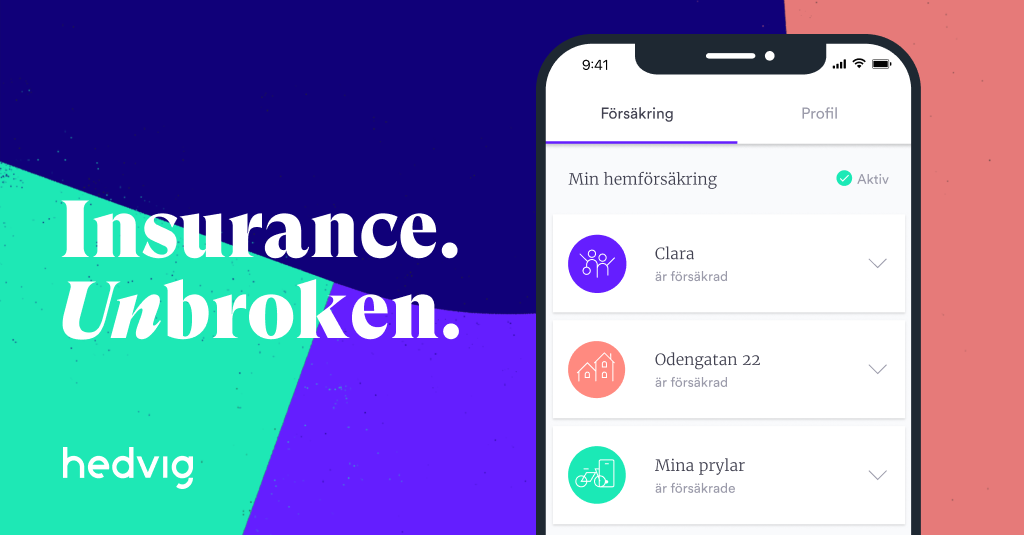 Insurance.
Unbroken.
hedvig
9:41
Försäkring
Profil
Min hemförsäkring
Aktiv
Clara
är försäkrad
Odengatan 22
är försäkrad
Mina prylar
är försäkrade